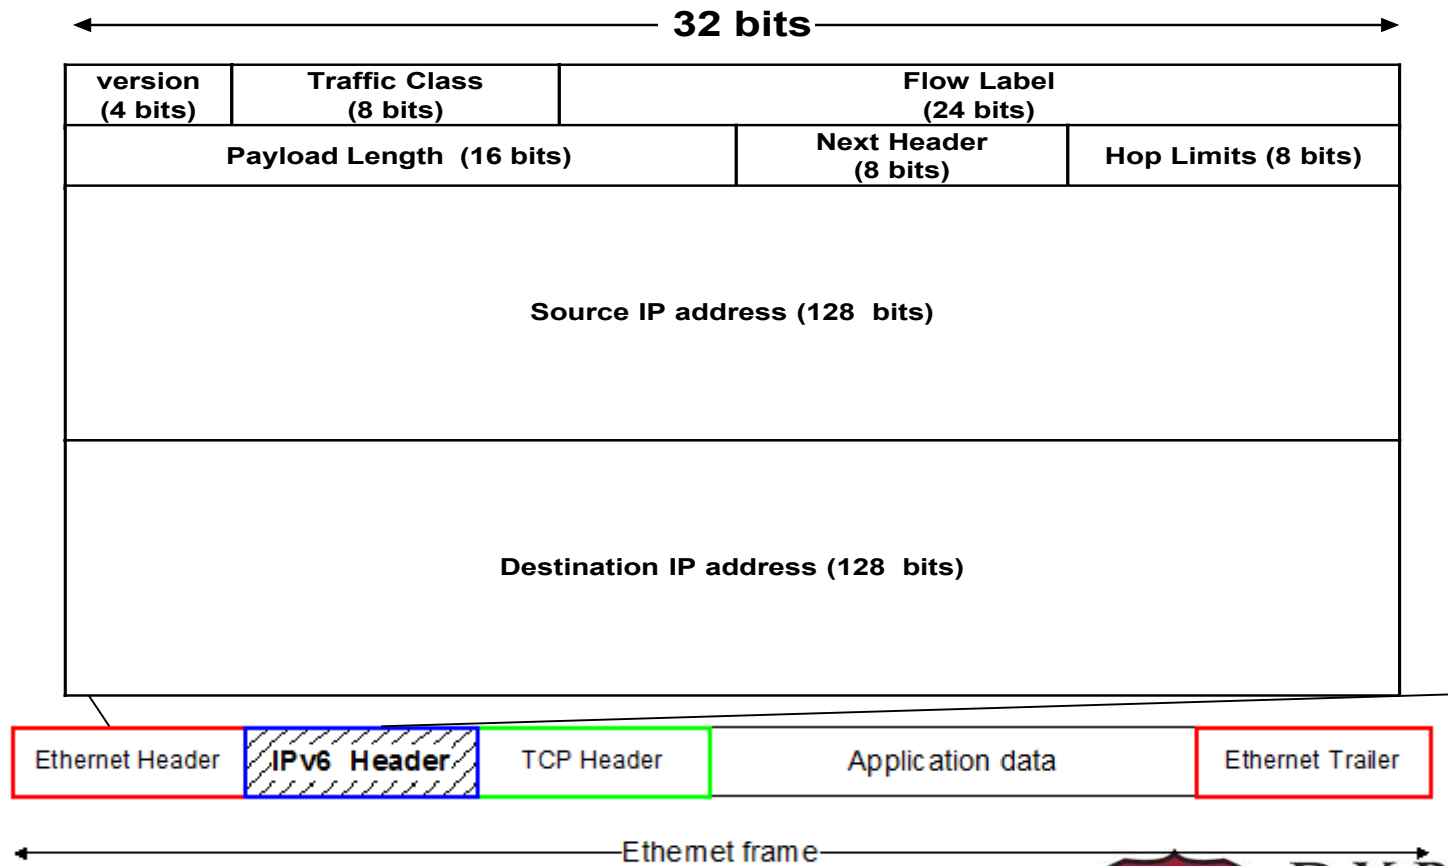 32 bits
version
(4 bits)
Traffic Class
(8 bits)
Flow Label
(24 bits)
Payload Length (16 bits)
Next Header
(8 bits)
Hop Limits (8 bits)
Source IP address (128 bits)
Destination IP address (128 bits)
Ethernet Header
IPv6 Header
TCP Header
Application data
Ethernet Trailer
Ethernet frame